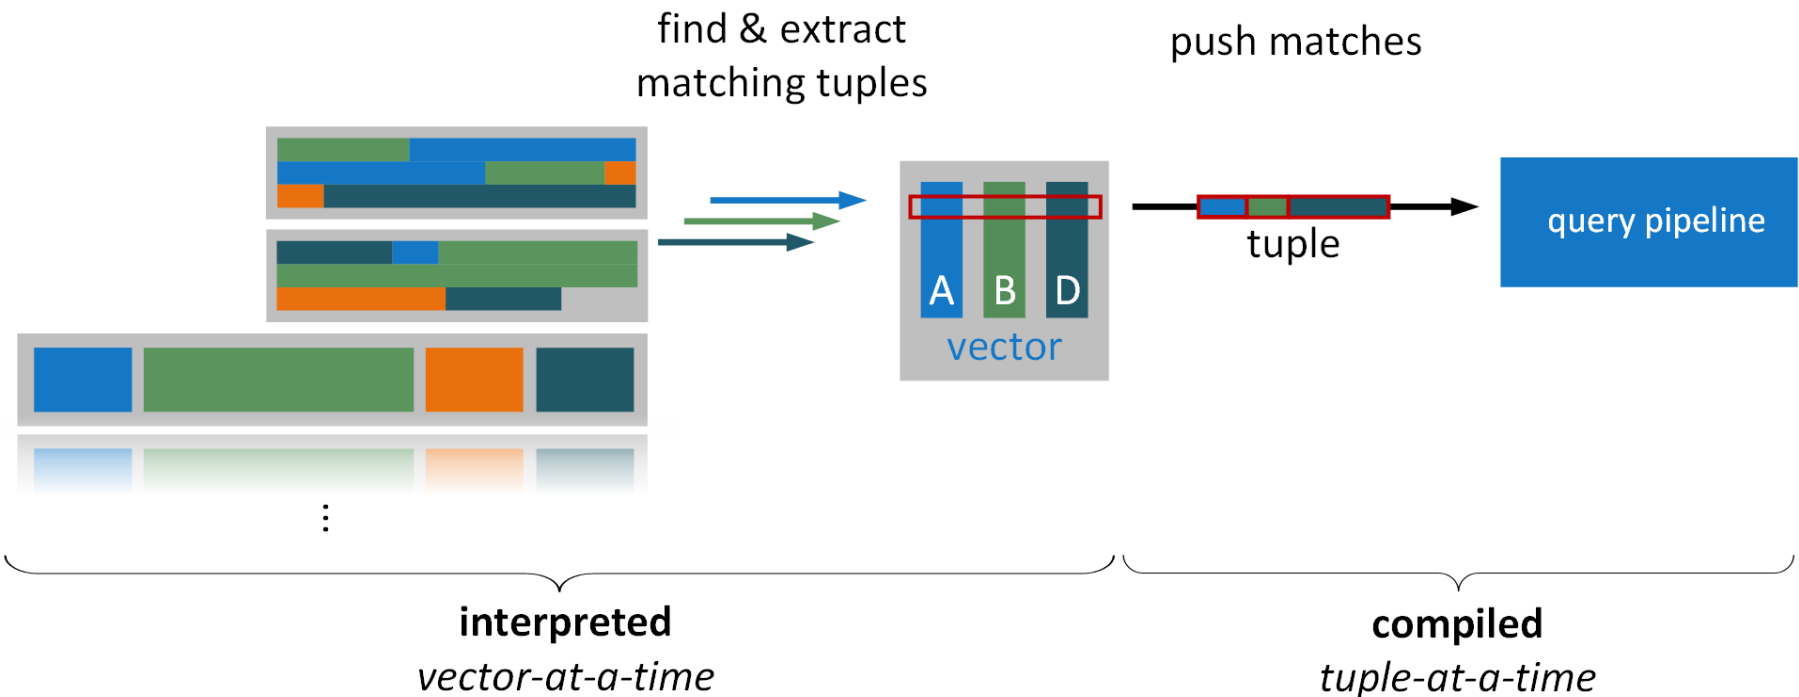 find & extract
matching tuples
push matches
A B D
vector
tuple
query pipeline
⋮
interpreted
vector-at-a-time
compiled
tuple-at-a-time